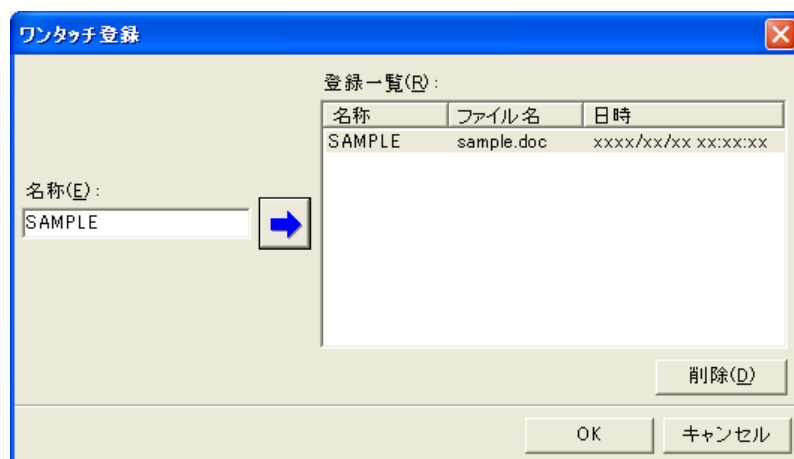 ワンタッチ登録
登録一覧(R):
名称 ファイル名 日時
SAMPLE sample.doc xxxx/xx/xx xx:xx:xx
名称(E):
SAMPLE
削除(D)
OK キャンセル